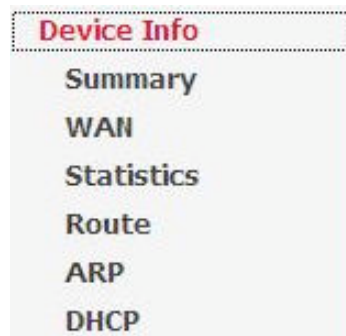 Device Info
Summary
WAN
Statistics
Route
ARP
DHCP